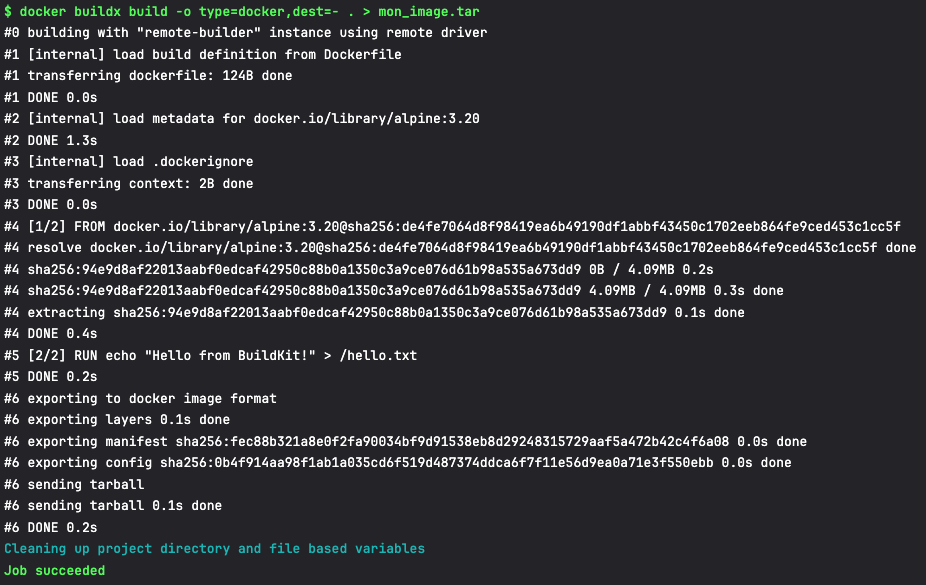 $ docker buildx build -o type=docker,dest=- . > mon_image.tar
#0 building with "remote-builder" instance using remote driver
#1 [internal] load build definition from Dockerfile
#1 transferring dockerfile: 124B done
#1 DONE 0.0s
#2 [internal] load metadata for docker.io/library/alpine:3.20
#2 DONE 1.3s
#3 [internal] load .dockerignore
#3 transferring context: 2B done
#3 DONE 0.0s
#4 [1/2] FROM docker.io/library/alpine:3.20@sha256:de4fe7064d8f98419ea6b49190df1abbf43450c1702eeb864fe9ced453c1cc5f
#4 resolve docker.io/library/alpine:3.20@sha256:de4fe7064d8f98419ea6b49190df1abbf43450c1702eeb864fe9ced453c1cc5f done
#4 sha256:94e9d8af22013aabf0edcaf42950c88b0a1350c3a9ce076d61b98a535a673dd9 0B / 4.09MB 0.2s
#4 sha256:94e9d8af22013aabf0edcaf42950c88b0a1350c3a9ce076d61b98a535a673dd9 4.09MB / 4.09MB 0.3s done
#4 extracting sha256:94e9d8af22013aabf0edcaf42950c88b0a1350c3a9ce076d61b98a535a673dd9 0.1s done
#4 DONE 0.4s
#5 [2/2] RUN echo "Hello from BuildKit!" > /hello.txt
#5 DONE 0.2s
#6 exporting to docker image format
#6 exporting layers 0.1s done
#6 exporting manifest sha256:fec88b321a8e0f2fa90034bf9d91538eb8d29248315729aaf5a472b42c4f6a08 0.0s done
#6 exporting config sha256:0b4f914aa98f1ab1a035cd6f519d487374ddca6f7f11e56d9ea0a71e3f550ebb 0.0s done
#6 sending tarball
#6 sending tarball 0.1s done
#6 DONE 0.2s
Cleaning up project directory and file based variables
Job succeeded